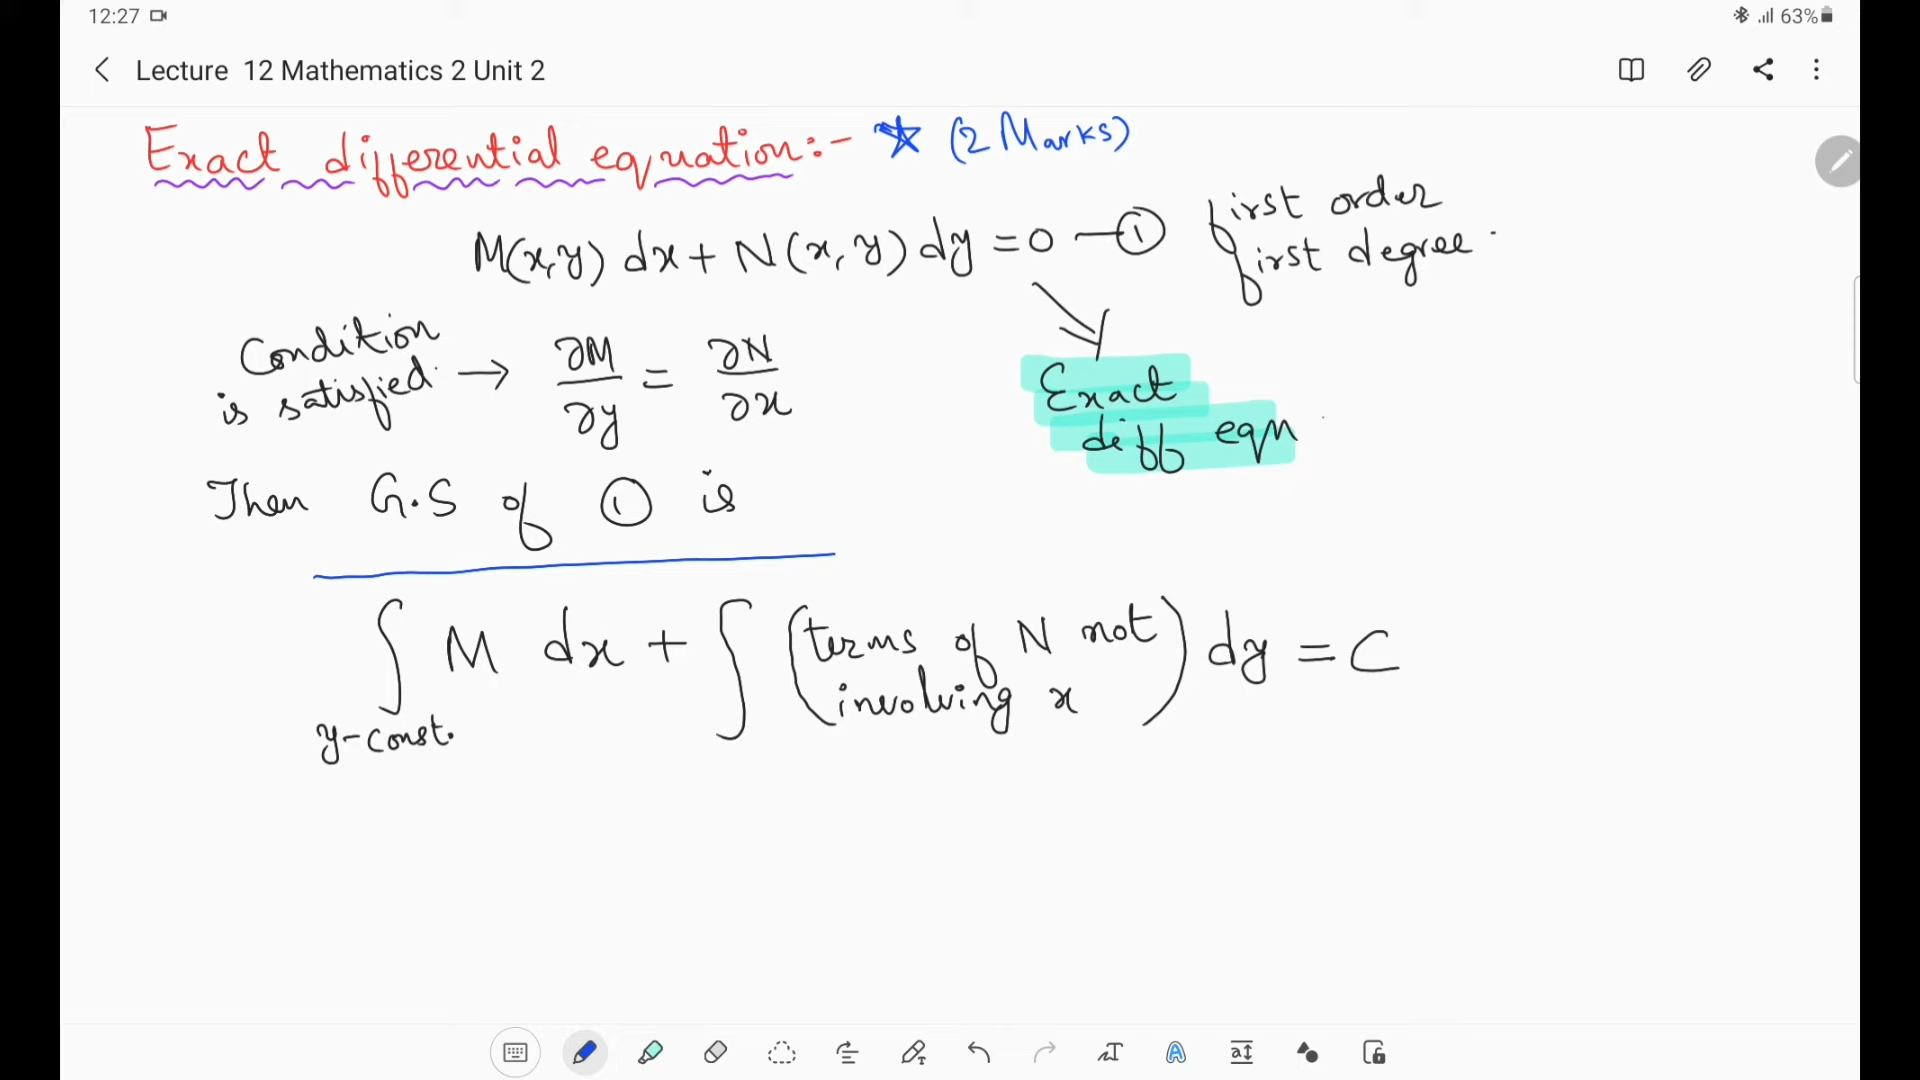 12:27
63%
Lecture 12 Mathematics 2 Unit 2
Exact differential equation:- ★ (2 Marks)
M(x,y) dx + N(x,y) dy = 0 — ① first order
first degree.
Condition is satisfied. → ∂M/∂y = ∂N/∂x
Exact
diff eqn
Then G.S of ① is
∫ M dx + ∫ (terms of N not involving x) dy = C
y-const.